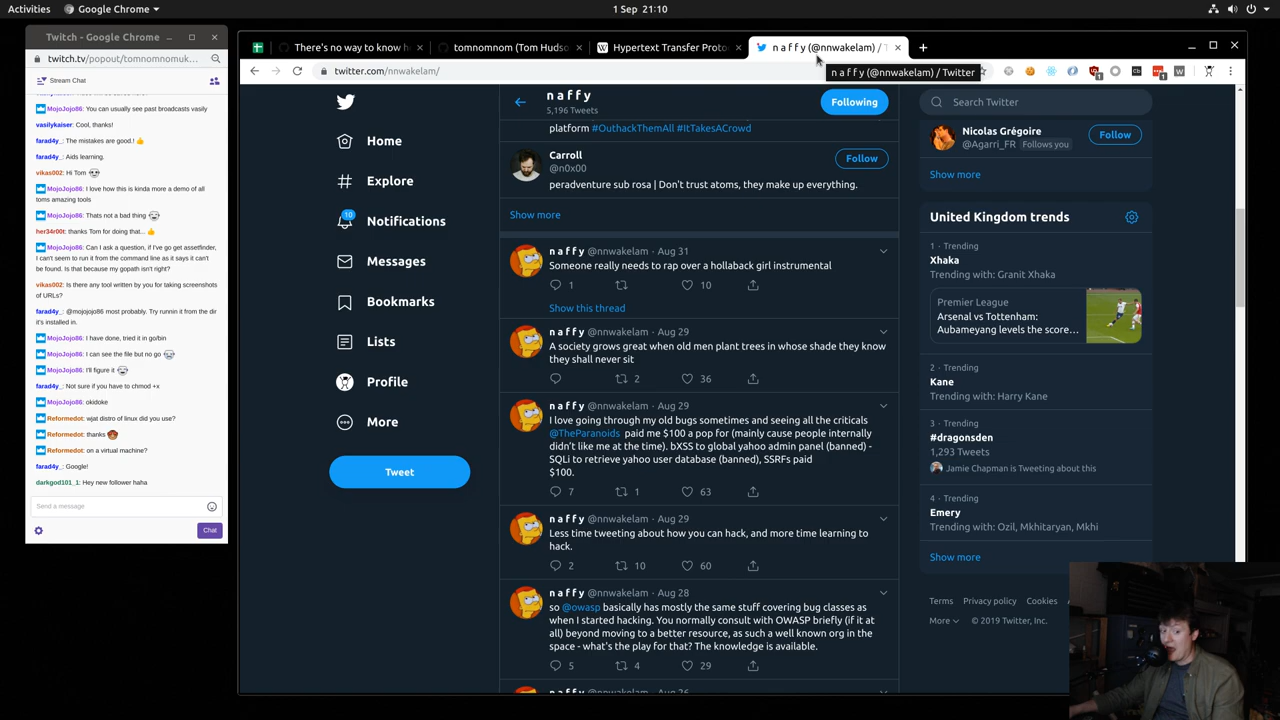 Activities
Google Chrome
1 Sep 21:10
Twitch - Google Chrome
twitch.tv/popout/tomnomnomuk
Stream Chat
MojoJojo86: You can usually see past broadcasts vasily
vasilykaiser: Cool, thanks!
farad4y_: The mistakes are good.!
farad4y_: Aids learning.
vikas002: Hi Tom
MojoJojo86: I love how this is kinda more a demo of all
toms amazing tools
MojoJojo86: Thats not a bad thing
her34r00t: thanks Tom for doing that...
MojoJojo86: Can I ask a question, if I've go get assetfinder,
I can't seem to run it from the command line as it says it can't
be found. Is that because my gopath isn't right?
vikas002: Is there any tool written by you for taking screenshots
of URLs?
farad4y_: @mojojojo86 most probably. Try runnin it from the dir
it's installed in.
MojoJojo86: I have done, tried it in go/bin
MojoJojo86: I can see the file but no go
MojoJojo86: I'll figure it
farad4y_: Not sure if you have to chmod +x
MojoJojo86: okidoke
Reformedot: wjat distro of linux did you use?
Reformedot: thanks
Reformedot: on a virtual machine?
farad4y_: Google!
darkgod101_1: Hey new follower haha
Send a message
Chat
There's no way to know h
tomnomnom (Tom Huds
Hypertext Transfer Proto
n a f f y (@nnwakelam) / T
twitter.com/nnwakelam/
n a f f y (@nnwakelam) / Twitter
Home
Explore
10
Notifications
Messages
Bookmarks
Lists
Profile
More
Tweet
n a f f y
5,196 Tweets
Following
platform #OuthackThemAll #ItTakesACrowd
Carroll
@n0x00
Follow
peradventure sub rosa | Don't trust atoms, they make up everything.
Show more
n a f f y @nnwakelam · Aug 31
Someone really needs to rap over a hollaback girl instrumental
1 10
Show this thread
n a f f y @nnwakelam · Aug 29
A society grows great when old men plant trees in whose shade they know
they shall never sit
2 36
n a f f y @nnwakelam · Aug 29
I love going through my old bugs sometimes and seeing all the criticals
@TheParanoids paid me $100 a pop for (mainly cause people internally
didn't like me at the time). bXSS to global yahoo admin panel (banned) -
SQLi to retrieve yahoo user database (banned), SSRFs paid
$100.
7 1 63
n a f f y @nnwakelam · Aug 29
Less time tweeting about how you can hack, and more time learning to
hack.
2 10 60
n a f f y @nnwakelam · Aug 28
so @owasp basically has mostly the same stuff covering bug classes as
when I started hacking. You normally consult with OWASP briefly (if it at
all) beyond moving to a better resource, as such a well known org in the
space - what's the play for that? The knowledge is available.
5 4 29
n a f f y @nnwakelam · Aug 26
Search Twitter
Nicolas Grégoire
@Agarri_FR Follows you
Follow
Show more
United Kingdom trends
1 · Trending
Xhaka
Trending with: Granit Xhaka
Premier League
Arsenal vs Tottenham:
Aubameyang levels the score...
2 · Trending
Kane
Trending with: Harry Kane
3 · Trending
#dragonsden
1,293 Tweets
Jamie Chapman is Tweeting about this
4 · Trending
Emery
Trending with: Ozil, Mkhitaryan, Mkhi
Show more
Terms Privacy policy Cookies
More © 2019 Twitter, Inc.